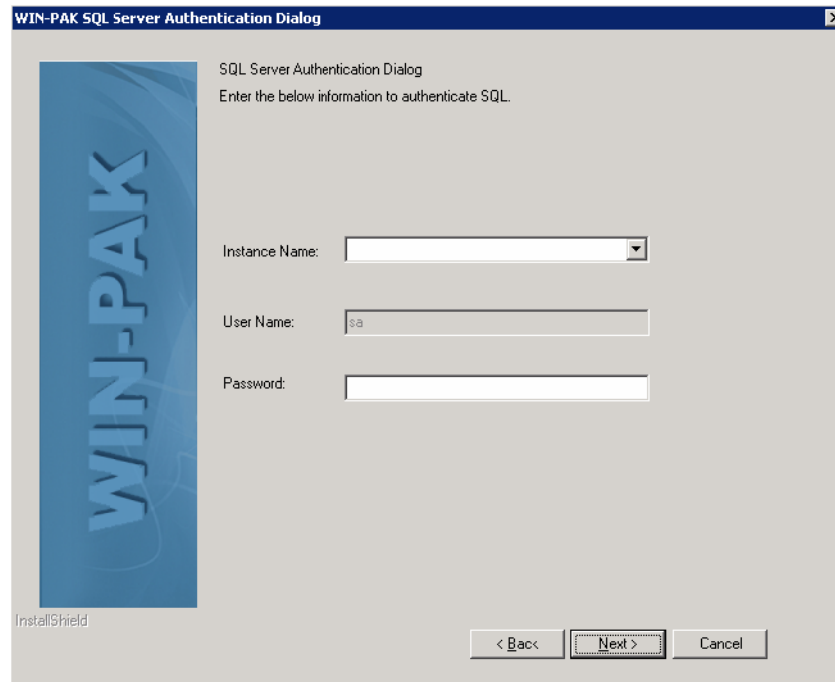 WIN-PAK SQL Server Authentication Dialog
SQL Server Authentication Dialog
Enter the below information to authenticate SQL.
WIN-PAK
Instance Name:
User Name:
sa
Password:
InstallShield
< Back
Next >
Cancel